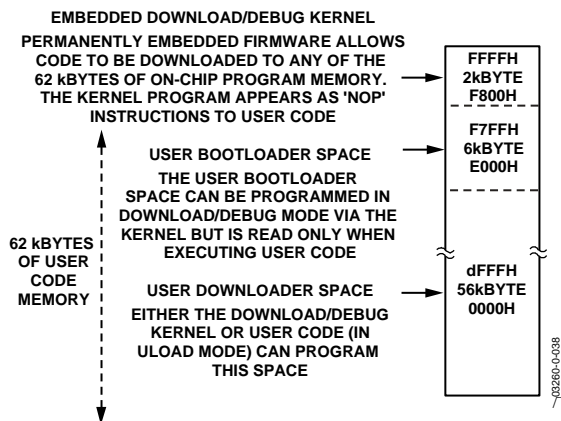 EMBEDDED DOWNLOAD/DEBUG KERNEL
PERMANENTLY EMBEDDED FIRMWARE ALLOWS
CODE TO BE DOWNLOADED TO ANY OF THE
62 kBYTES OF ON-CHIP PROGRAM MEMORY.
THE KERNEL PROGRAM APPEARS AS 'NOP'
INSTRUCTIONS TO USER CODE
FFFFH
2kBYTE
F800H
USER BOOTLOADER SPACE
THE USER BOOTLOADER
SPACE CAN BE PROGRAMMED IN
DOWNLOAD/DEBUG MODE VIA THE
KERNEL BUT IS READ ONLY WHEN
EXECUTING USER CODE
F7FFH
6kBYTE
E000H
62 kBYTES
OF USER
CODE
MEMORY
USER DOWNLOADER SPACE
EITHER THE DOWNLOAD/DEBUG
KERNEL OR USER CODE (IN
ULOAD MODE) CAN PROGRAM
THIS SPACE
dFFFH
56kBYTE
0000H
03260-0-038